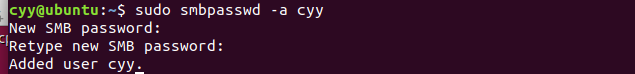 cyy@ubuntu:~$ sudo smbpasswd -a cyy
New SMB password:
Retype new SMB password:
Added user cyy.